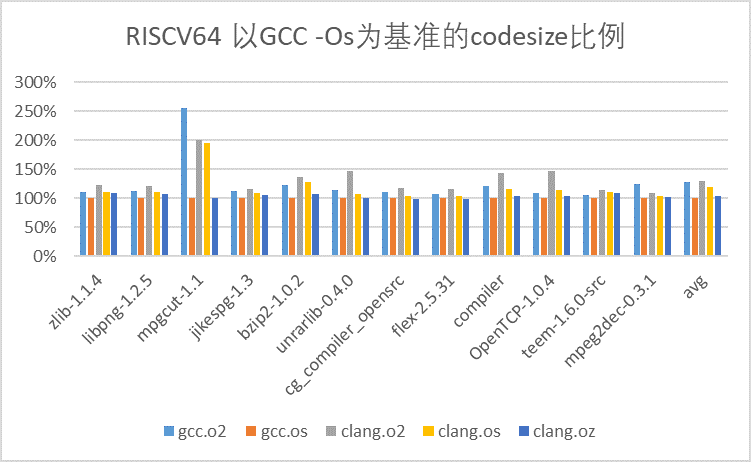 RISCV64 以GCC -Os为基准的codesize比例
300%
250%
200%
150%
100%
50%
0%
zlib-1.1.4
libpng-1.2.5
mpgcut-1.1
jikespg-1.3
bzip2-1.0.2
unrarlib-0.4.0
cg_compiler_opensrc
flex-2.5.31
compiler
OpenTCP-1.0.4
teem-1.6.0-src
mpeg2dec-0.3.1
avg
gcc.o2 gcc.os clang.o2 clang.os clang.oz